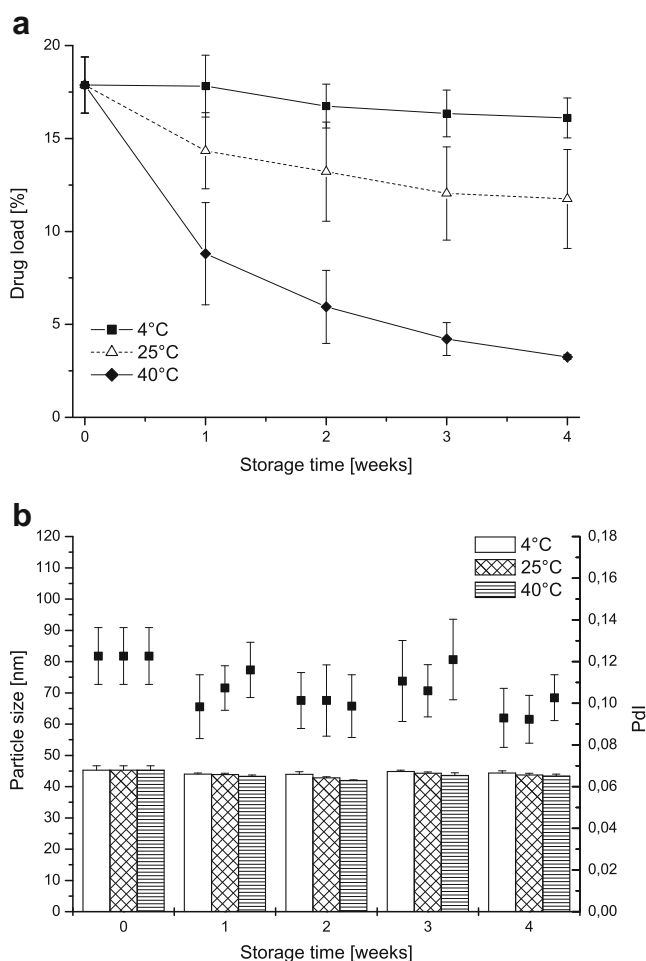 a
20
15
10
5
0
Drug load [%]
4°C
25°C
40°C
0 1 2 3 4
Storage time [weeks]
b
120
110
100
90
80
70
60
50
40
30
20
10
0
Particle size [nm]
4°C
25°C
40°C
0,18
0,16
0,14
0,12
0,10
0,08
0,06
0,04
0,02
0,00
PdI
0 1 2 3 4
Storage time [weeks]